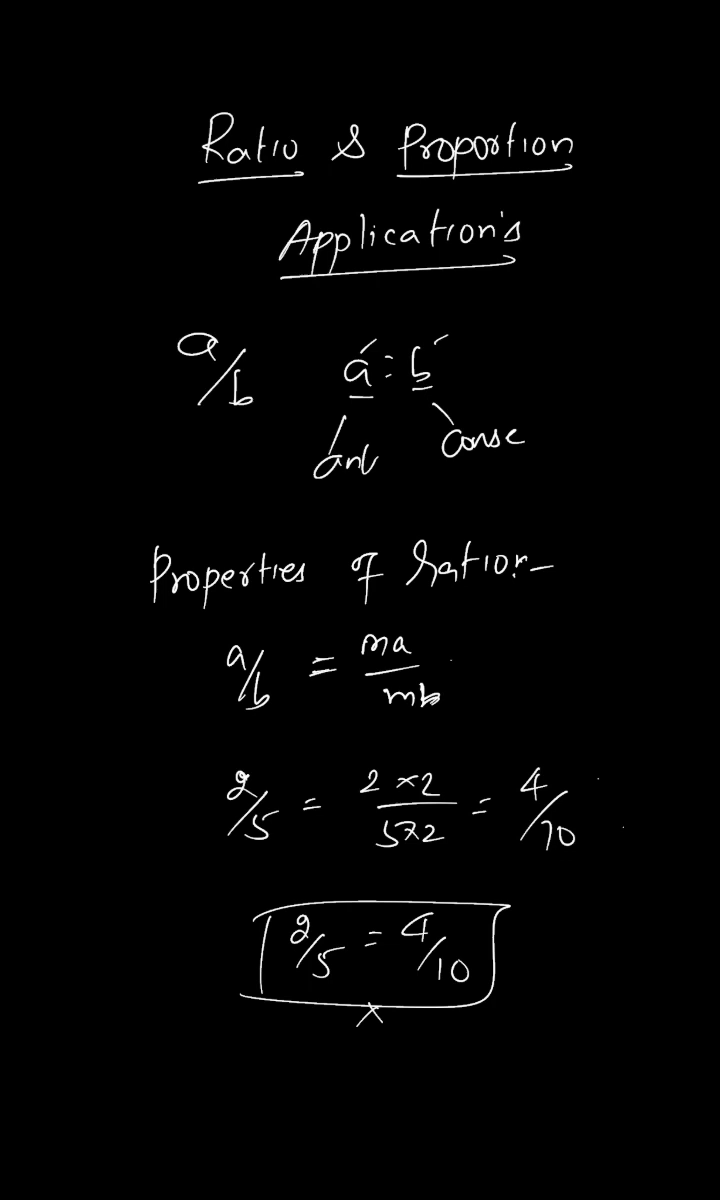 Ratio & Proportion
Application's
a/b a : b
ant conse
Properties of ratio:-
a/b = ma/mb
2/5 = 2×2/5×2 = 4/10
2/5 = 4/10